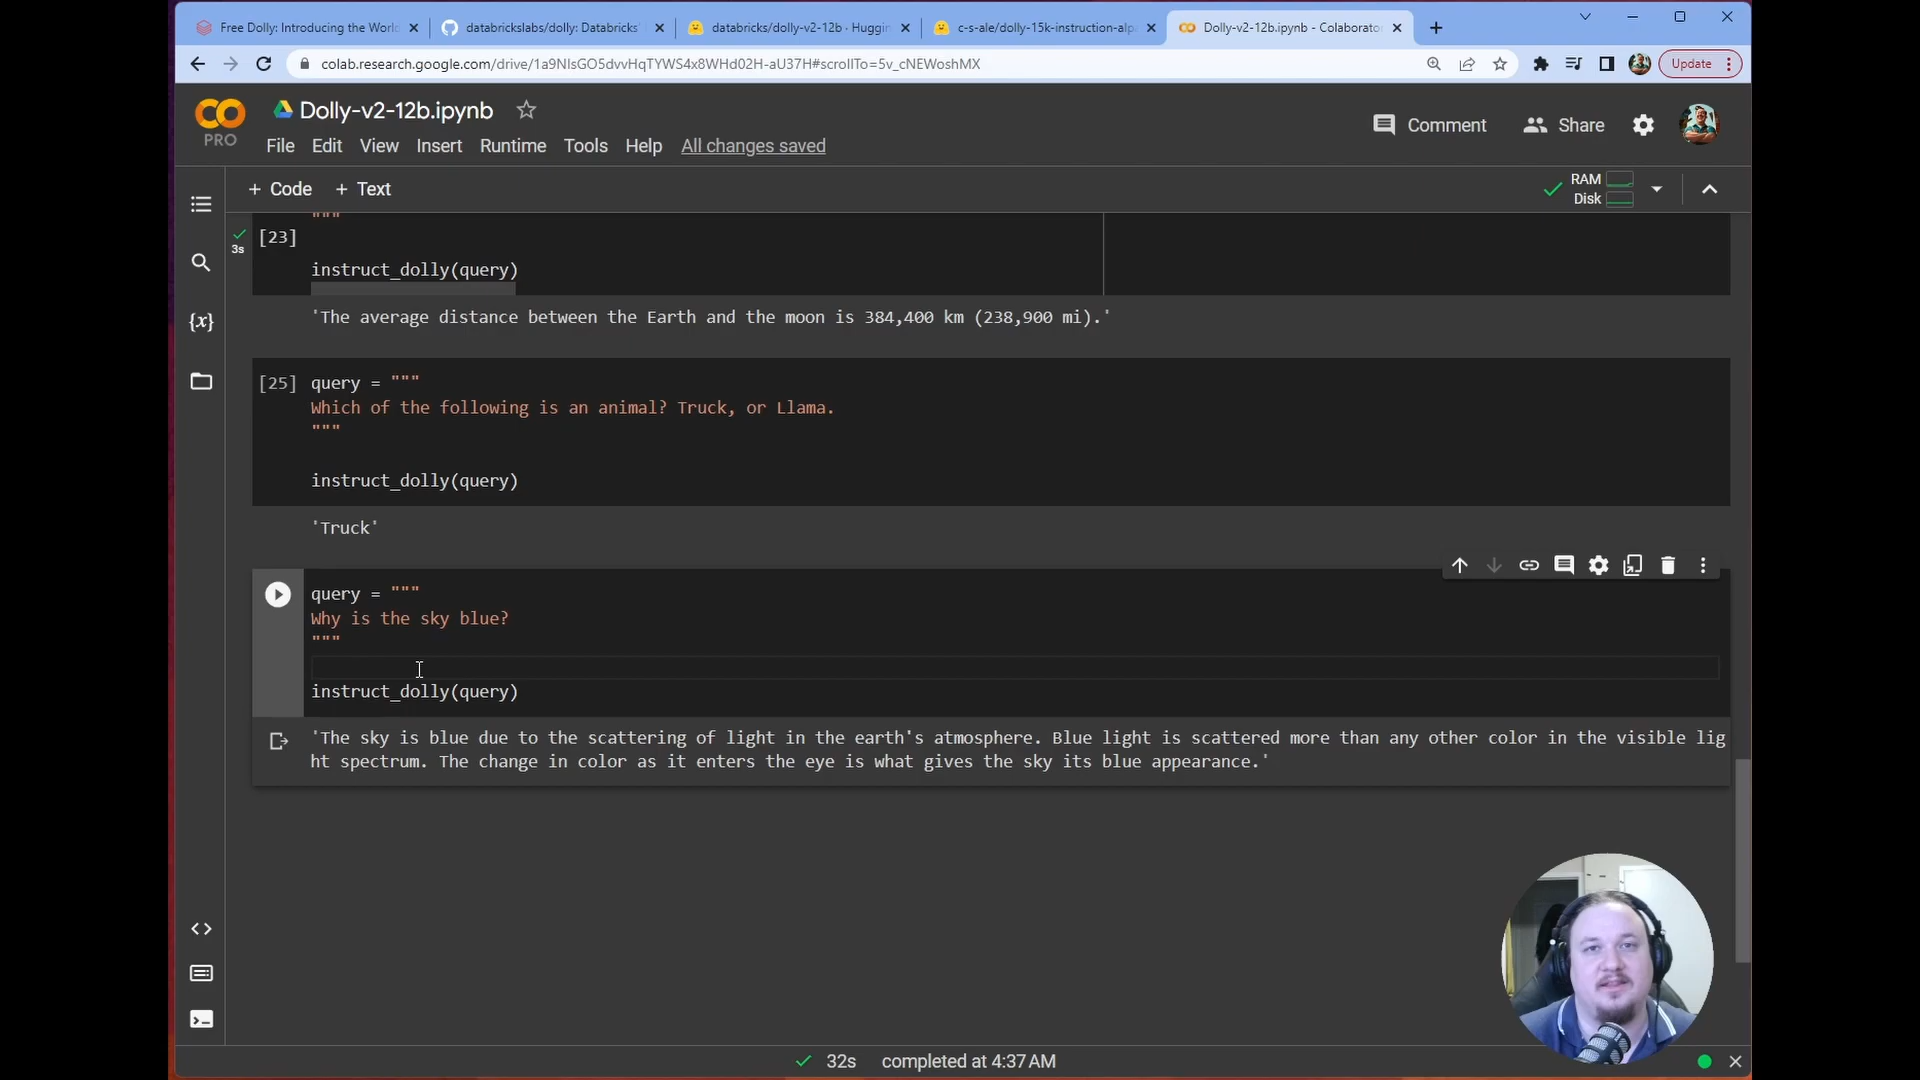 Free Dolly: Introducing the World
databrickslabs/dolly: Databricks'
databricks/dolly-v2-12b · Huggin
c-s-ale/dolly-15k-instruction-alpa
Dolly-v2-12b.ipynb - Colaborato
colab.research.google.com/drive/1a9NIsGO5dvvHqTYWS4x8WHd02H-aU37H#scrollTo=5v_cNEWoshMX
Update
CO
PRO
Dolly-v2-12b.ipynb
File Edit View Insert Runtime Tools Help All changes saved
Comment
Share
+ Code + Text
RAM
Disk
"""
3s
[23]
instruct_dolly(query)
'The average distance between the Earth and the moon is 384,400 km (238,900 mi).'
[25] query = """
Which of the following is an animal? Truck, or Llama.
"""
instruct_dolly(query)
'Truck'
query = """
Why is the sky blue?
"""
instruct_dolly(query)
'The sky is blue due to the scattering of light in the earth's atmosphere. Blue light is scattered more than any other color in the visible lig
ht spectrum. The change in color as it enters the eye is what gives the sky its blue appearance.'
{x}
32s completed at 4:37 AM